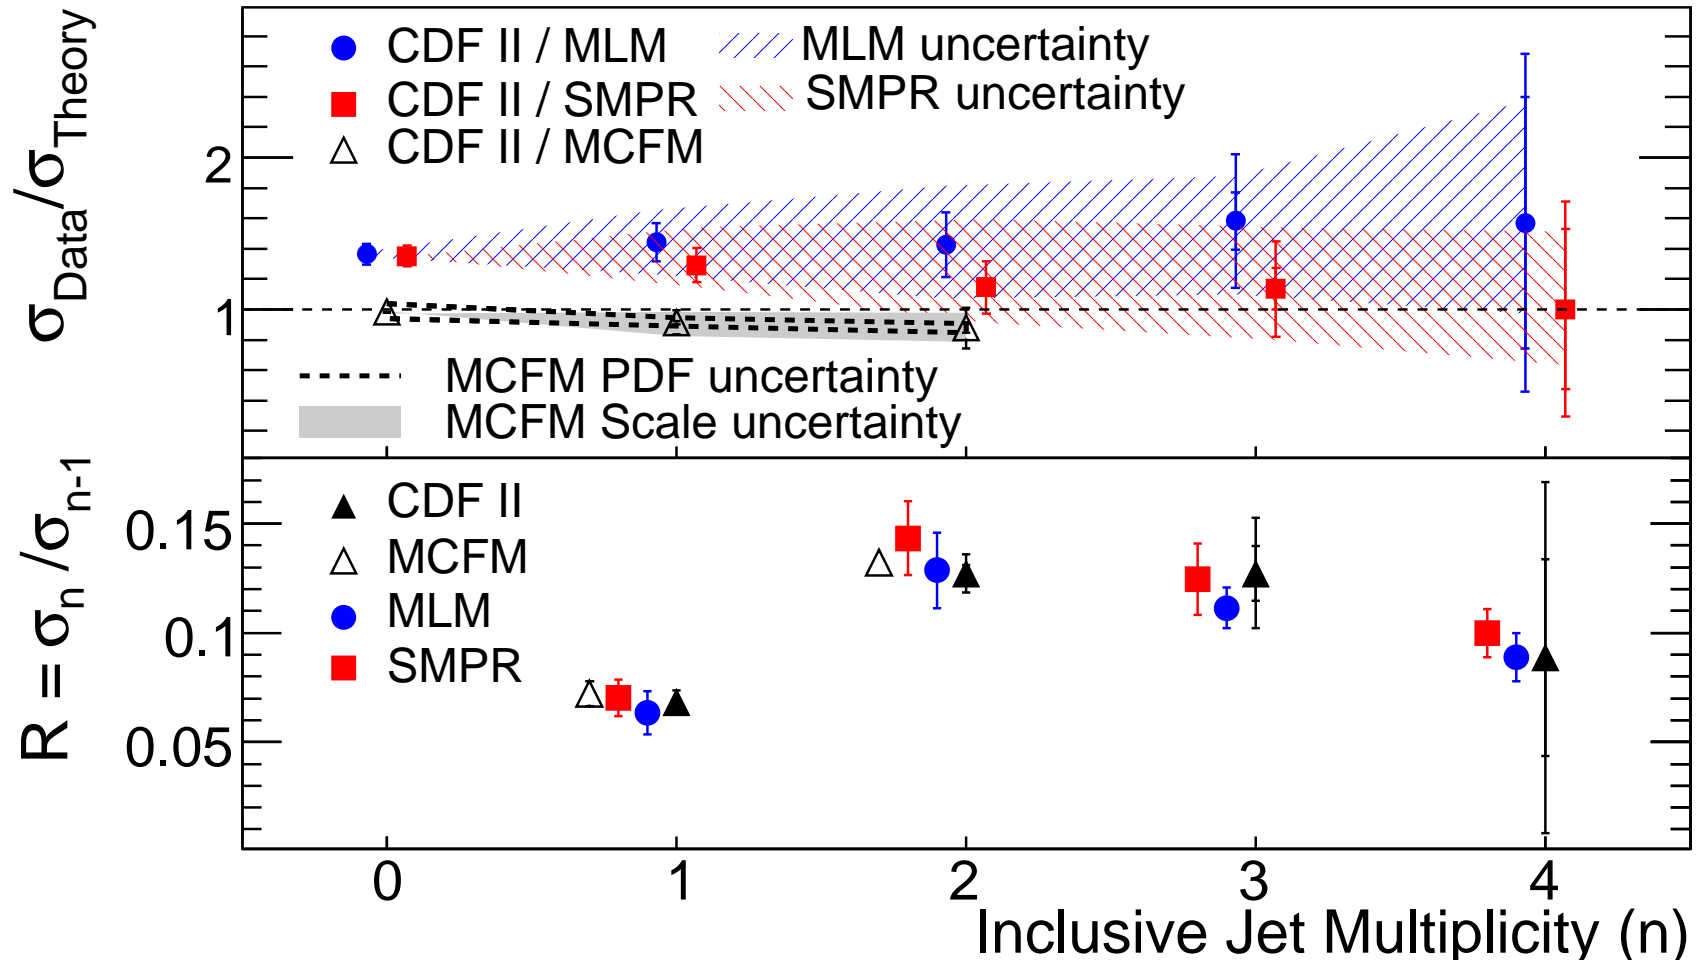 σData/σTheory
CDF II / MLM
MLM uncertainty
CDF II / SMPR
SMPR uncertainty
CDF II / MCFM
2
1
MCFM PDF uncertainty
MCFM Scale uncertainty
R = σn /σn-1
CDF II
MCFM
MLM
SMPR
0.15
0.1
0.05
0 1 2 3 4
Inclusive Jet Multiplicity (n)